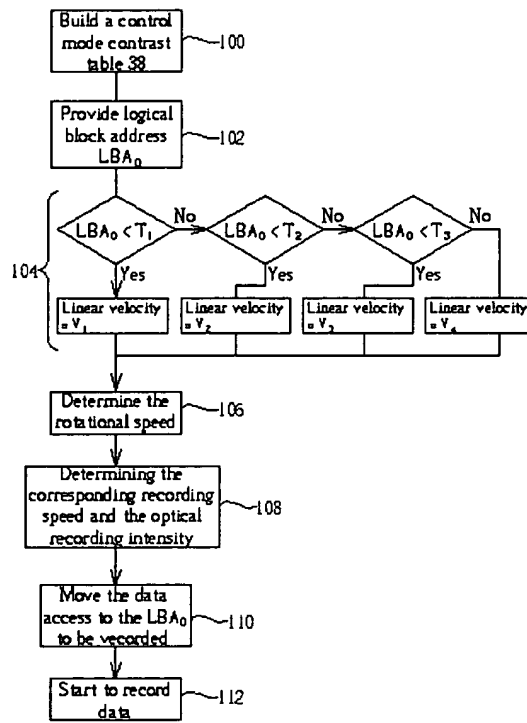 Build a control
mode contrast
table 38
100
Provide logical
block address
LBA₀
102
104
LBA₀ < T₁
No
LBA₀ < T₂
No
LBA₀ < T₃
No
Yes
Yes
Yes
Linear velocity
= V₁
Linear velocity
= V₂
Linear velocity
= V₃
Linear velocity
= V₄
Determine the
rotational speed
106
Determining the
corresponding recording
speed and the optical
recording intensity
108
Move the data
access to the LBA₀
to be vecorded
110
Start to record
data
112